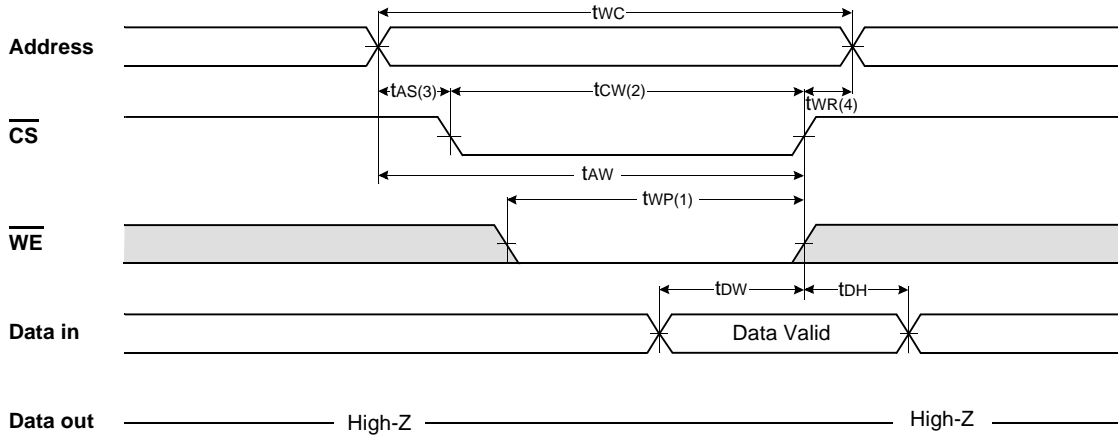 tWC
Address
tAS(3) tCW(2) tWR(4)
CS
tAW
tWP(1)
WE
tDW tDH
Data in Data Valid
Data out High-Z High-Z